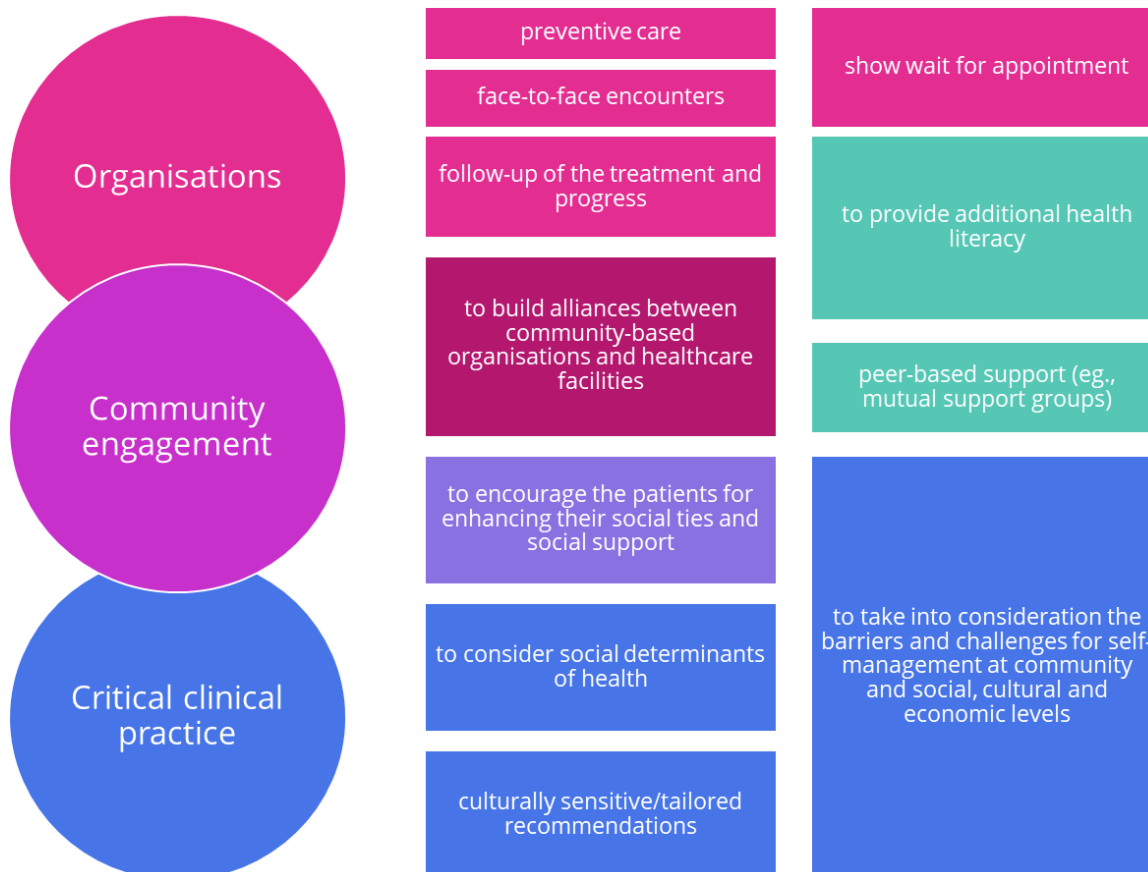 Organisations
Community
engagement
Critical clinical
practice
preventive care
face-to-face encounters
follow-up of the treatment and
progress
to build alliances between
community-based
organisations and healthcare
facilities
to encourage the patients for
enhancing their social ties and
social support
to consider social determinants
of health
culturally sensitive/tailored
recommendations
show wait for appointment
to provide additional health
literacy
peer-based support (eg.,
mutual support groups)
to take into consideration the
barriers and challenges for self-
management at community
and social, cultural and
economic levels